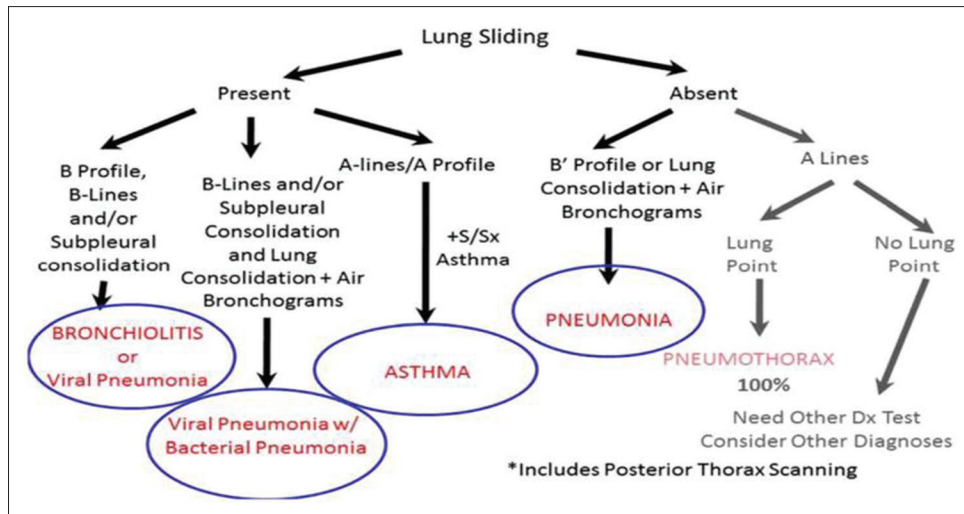 Lung Sliding
Present
Absent
B Profile,
B-Lines
and/or
Subpleural
consolidation
B-Lines and/or
Subpleural
Consolidation
and Lung
Consolidation + Air
Bronchograms
A-lines/A Profile
+S/Sx
Asthma
B’ Profile or Lung
Consolidation + Air
Bronchograms
A Lines
Lung
Point
No Lung
Point
BRONCHIOLITIS
or
Viral Pneumonia
Viral Pneumonia w/
Bacterial Pneumonia
ASTHMA
PNEUMONIA
PNEUMOTHORAX
100%
Need Other Dx Test
Consider Other Diagnoses
*Includes Posterior Thorax Scanning